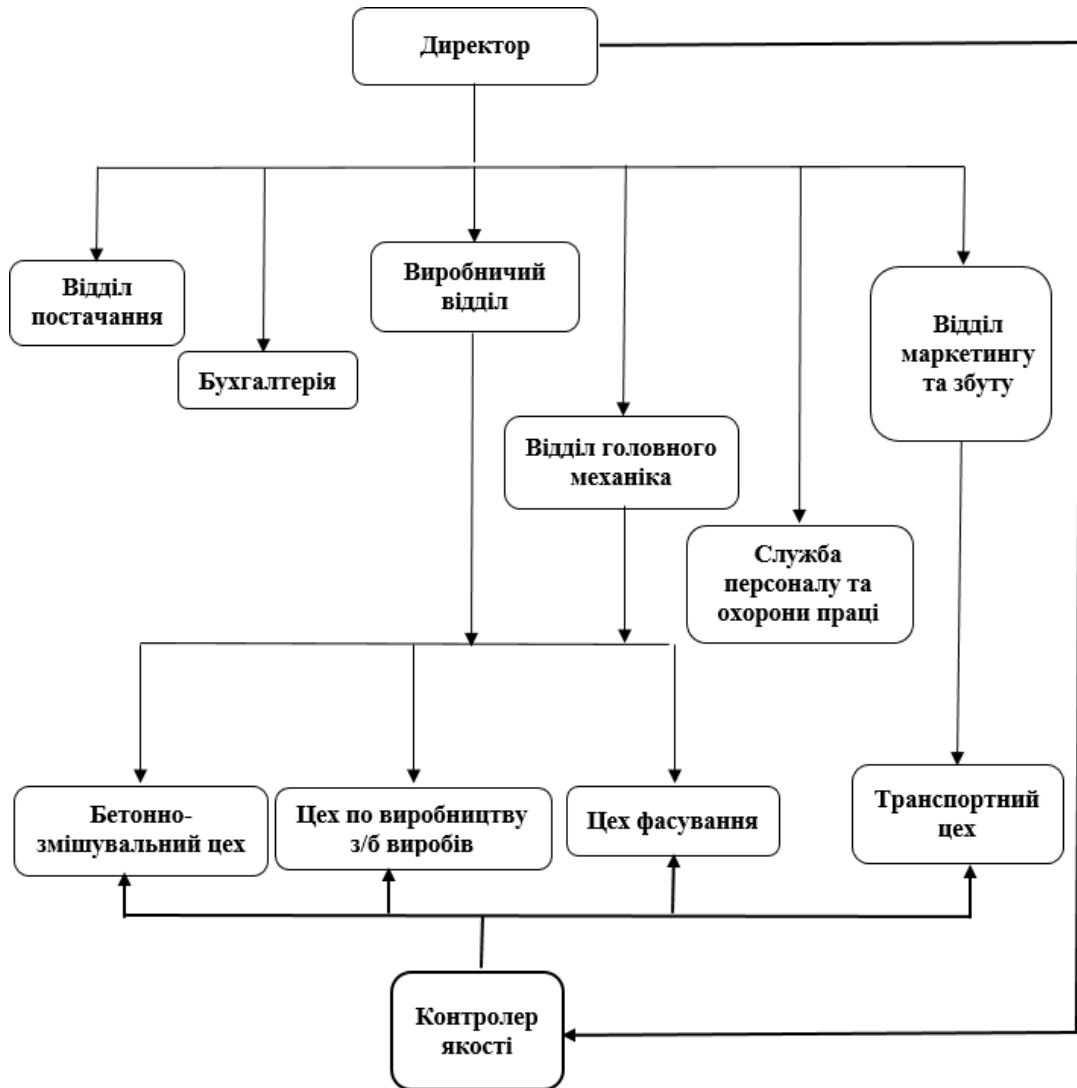 Директор
Відділ
постачання
Бухгалтерія
Виробничий
відділ
Відділ головного
механіка
Служба
персоналу та
охорони праці
Відділ
маркетингу
та збуту
Бетонно-
змішувальний цех
Цех по виробництву
з/б виробів
Цех фасування
Транспортний
цех
Контролер
якості